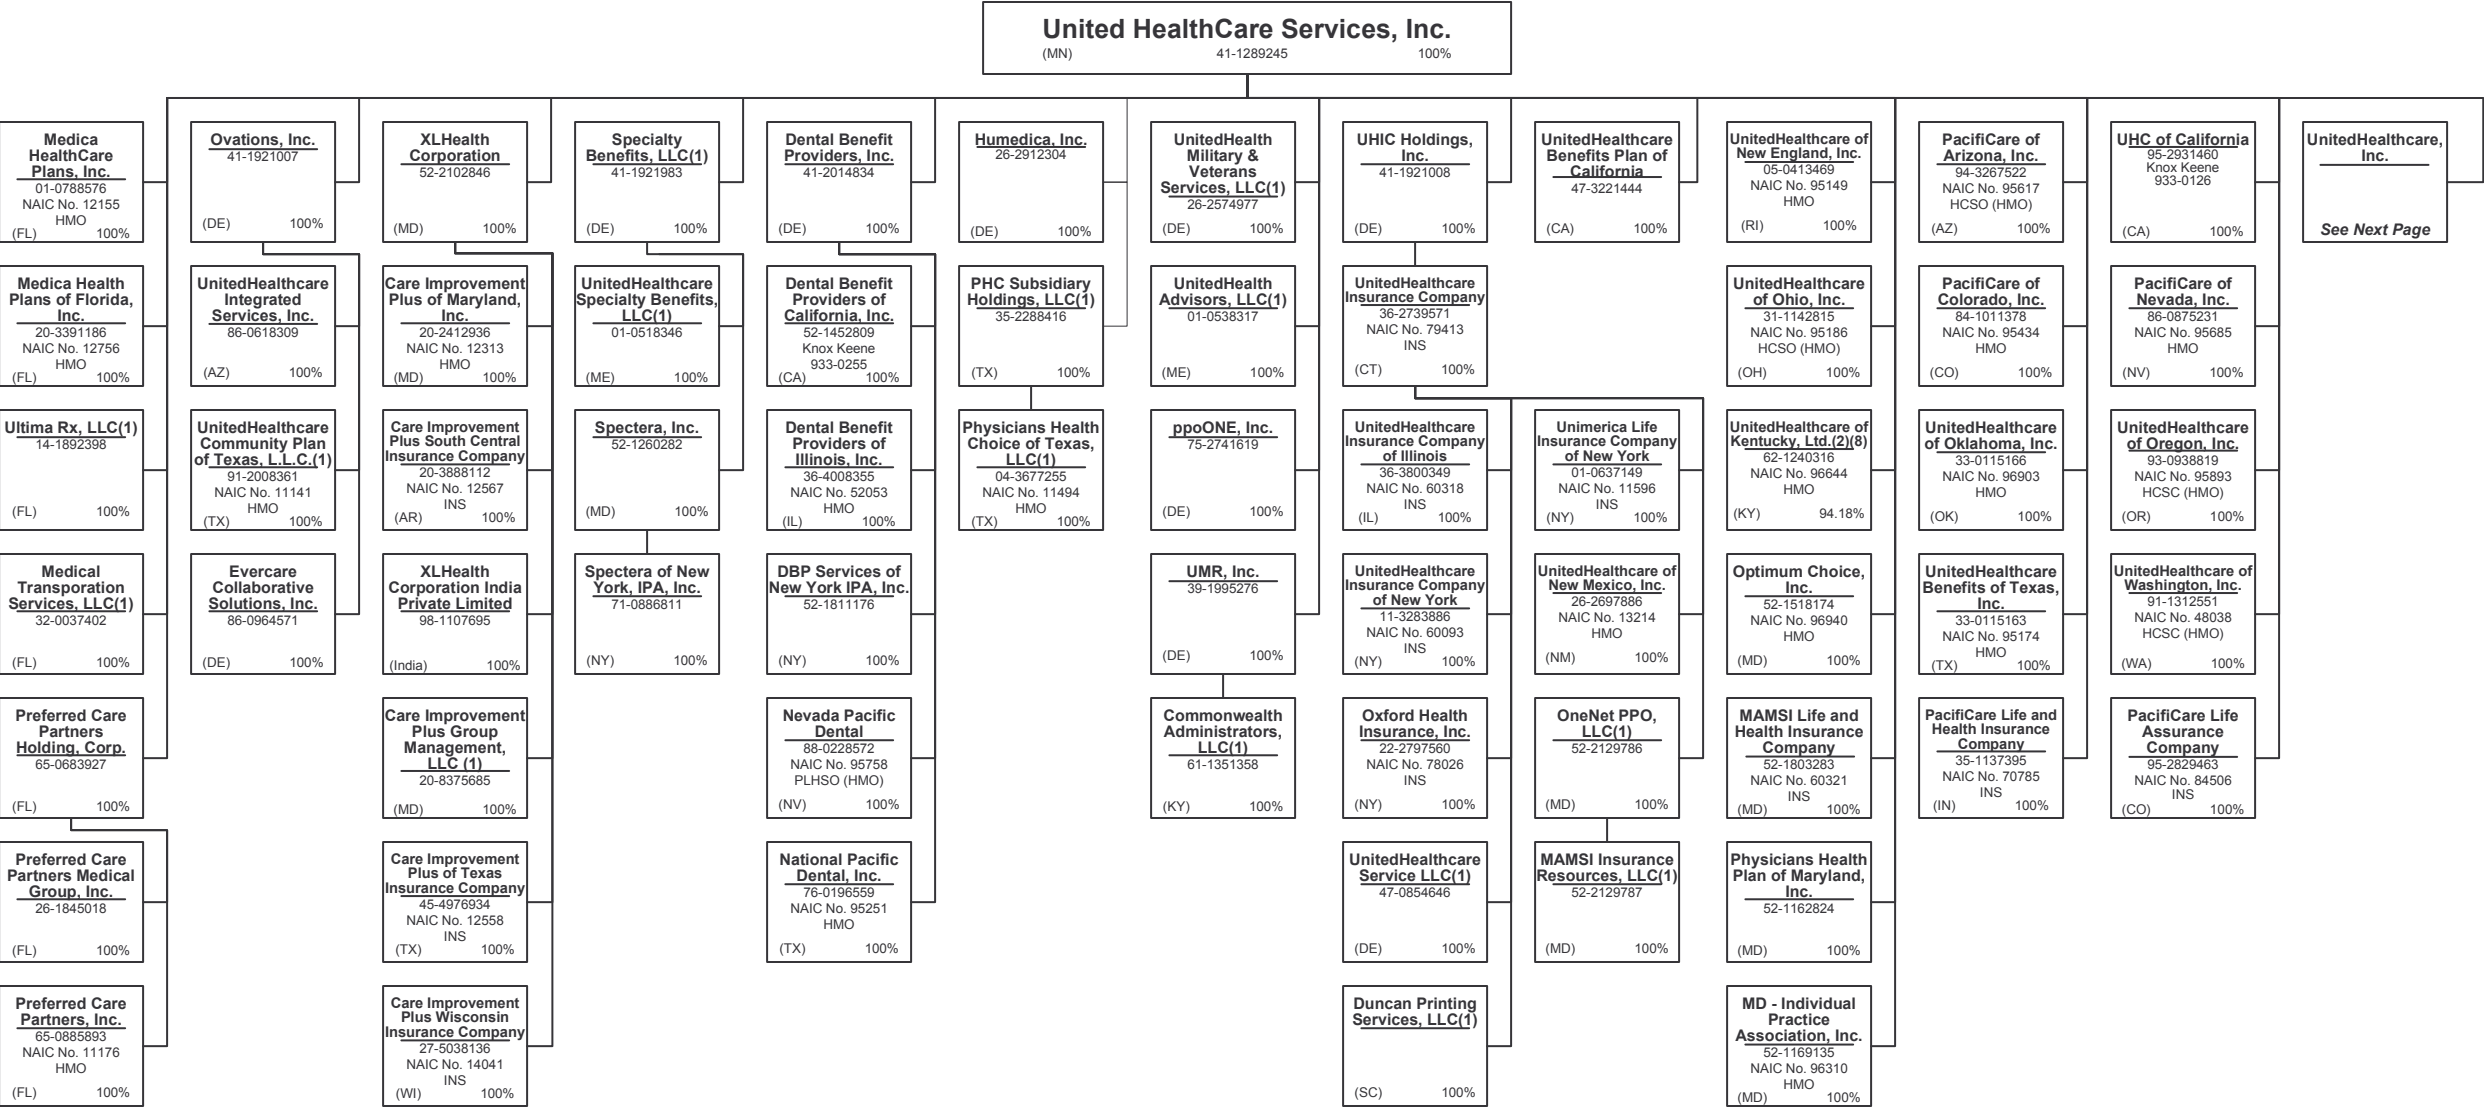 United HealthCare Services, Inc.
(MN) 41-1289245 100%
Medica
HealthCare
Plans, Inc.
01-0788576
NAIC No. 12155
HMO
(FL) 100%
Medica Health
Plans of Florida,
Inc.
20-3391186
NAIC No. 12756
HMO
(FL) 100%
Ultima Rx, LLC(1)
14-1892398
(FL) 100%
Medical
Transporation
Services, LLC(1)
32-0037402
(FL) 100%
Preferred Care
Partners
Holding, Corp.
65-0683927
(FL) 100%
Preferred Care
Partners Medical
Group, Inc.
26-1845018
(FL) 100%
Preferred Care
Partners, Inc.
65-0885893
NAIC No. 11176
HMO
(FL) 100%
Ovations, Inc.
41-1921007
(DE) 100%
UnitedHealthcare
Integrated
Services, Inc.
86-0618309
(AZ) 100%
UnitedHealthcare
Community Plan
of Texas, L.L.C.(1)
91-2008361
NAIC No. 11141
HMO
(TX) 100%
Evercare
Collaborative
Solutions, Inc.
86-0964571
(DE) 100%
XLHealth
Corporation
52-2102846
(MD) 100%
Care Improvement
Plus of Maryland,
Inc.
20-2412936
NAIC No. 12313
HMO
(MD) 100%
Care Improvement
Plus South Central
Insurance Company
20-3888112
NAIC No. 12567
INS
(AR) 100%
XLHealth
Corporation India
Private Limited
98-1107695
(India) 100%
Care Improvement
Plus Group
Management,
LLC (1)
20-8375685
(MD) 100%
Care Improvement
Plus of Texas
Insurance Company
45-4976934
NAIC No. 12558
INS
(TX) 100%
Care Improvement
Plus Wisconsin
Insurance Company
27-5038136
NAIC No. 14041
INS
(WI) 100%
Specialty
Benefits, LLC(1)
41-1921983
(DE) 100%
UnitedHealthcare
Specialty Benefits,
LLC(1)
01-0518346
(ME) 100%
Spectera, Inc.
52-1260282
(MD) 100%
Spectera of New
York, IPA, Inc.
71-0886811
(NY) 100%
Dental Benefit
Providers, Inc.
41-2014834
(DE) 100%
Dental Benefit
Providers of
California, Inc.
52-1452809
Knox Keene
933-0255
(CA) 100%
Dental Benefit
Providers of
Illinois, Inc.
36-4008355
NAIC No. 52053
HMO
(IL) 100%
DBP Services of
New York IPA, Inc.
52-1811176
(NY) 100%
Nevada Pacific
Dental
88-0228572
NAIC No. 95758
PLHSO (HMO)
(NV) 100%
National Pacific
Dental, Inc.
76-0196559
NAIC No. 95251
HMO
(TX) 100%
Humedica, Inc.
26-2912304
(DE) 100%
PHC Subsidiary
Holdings, LLC(1)
35-2288416
(TX) 100%
Physicians Health
Choice of Texas,
LLC(1)
04-3677255
NAIC No. 11494
HMO
(TX) 100%
UnitedHealth
Military &
Veterans
Services, LLC(1)
26-2574977
(DE) 100%
UnitedHealth
Advisors, LLC(1)
01-0538317
(ME) 100%
ppoONE, Inc.
75-2741619
(DE) 100%
UMR, Inc.
39-1995276
(DE) 100%
Commonwealth
Administrators,
LLC(1)
61-1351358
(KY) 100%
UHIC Holdings,
Inc.
41-1921008
(DE) 100%
UnitedHealthcare
Insurance Company
36-2739571
NAIC No. 79413
INS
(CT) 100%
UnitedHealthcare
Insurance Company
of Illinois
36-3800349
NAIC No. 60318
INS
(IL) 100%
UnitedHealthcare
Insurance Company
of New York
11-3283886
NAIC No. 60093
INS
(NY) 100%
Oxford Health
Insurance, Inc.
22-2797560
NAIC No. 78026
INS
(NY) 100%
UnitedHealthcare
Service LLC(1)
47-0854646
(DE) 100%
Duncan Printing
Services, LLC(1)
(SC) 100%
UnitedHealthcare
Benefits Plan of
California
47-3221444
(CA) 100%
Unimerica Life
Insurance Company
of New York
01-0637149
NAIC No. 11596
INS
(NY) 100%
UnitedHealthcare of
New Mexico, Inc.
26-2697886
NAIC No. 13214
HMO
(NM) 100%
OneNet PPO,
LLC(1)
52-2129786
(MD) 100%
MAMSI Insurance
Resources, LLC(1)
52-2129787
(MD) 100%
UnitedHealthcare of
New England, Inc.
05-0413469
NAIC No. 95149
HMO
(RI) 100%
UnitedHealthcare
of Ohio, Inc.
31-1142815
NAIC No. 95186
HCSO (HMO)
(OH) 100%
UnitedHealthcare of
Kentucky, Ltd.(2)(8)
62-1240316
NAIC No. 96644
HMO
(KY) 94.18%
Optimum Choice,
Inc.
52-1518174
NAIC No. 96940
HMO
(MD) 100%
MAMSI Life and
Health Insurance
Company
52-1803283
NAIC No. 60321
INS
(MD) 100%
Physicians Health
Plan of Maryland,
Inc.
52-1162824
(MD) 100%
MD - Individual
Practice
Association, Inc.
52-1169135
NAIC No. 96310
HMO
(MD) 100%
PacifiCare of
Arizona, Inc.
94-3267522
NAIC No. 95617
HCSO (HMO)
(AZ) 100%
PacifiCare of
Colorado, Inc.
84-1011378
NAIC No. 95434
HMO
(CO) 100%
UnitedHealthcare
of Oklahoma, Inc.
33-0115166
NAIC No. 96903
HMO
(OK) 100%
UnitedHealthcare
Benefits of Texas,
Inc.
33-0115163
NAIC No. 95174
HMO
(TX) 100%
PacifiCare Life and
Health Insurance
Company
35-1137395
NAIC No. 70785
INS
(IN) 100%
UHC of California
95-2931460
Knox Keene
933-0126
(CA) 100%
PacifiCare of
Nevada, Inc.
86-0875231
NAIC No. 95685
HMO
(NV) 100%
UnitedHealthcare
of Oregon, Inc.
93-0938819
NAIC No. 95893
HCSC (HMO)
(OR) 100%
UnitedHealthcare of
Washington, Inc.
91-1312551
NAIC No. 48038
HCSC (HMO)
(WA) 100%
PacifiCare Life
Assurance
Company
95-2829463
NAIC No. 84506
INS
(CO) 100%
UnitedHealthcare,
Inc.
See Next Page